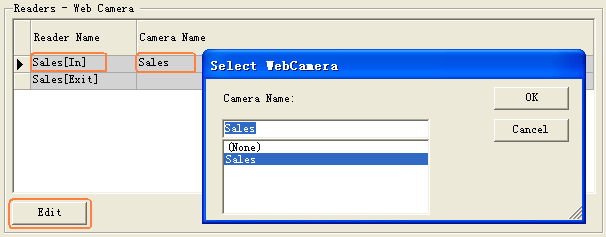 Readers - Web Camera
Reader Name Camera Name
Sales[In] Sales
Sales[Exit]
Edit
Select WebCamera
Camera Name:
Sales
(None)
Sales
OK
Cancel